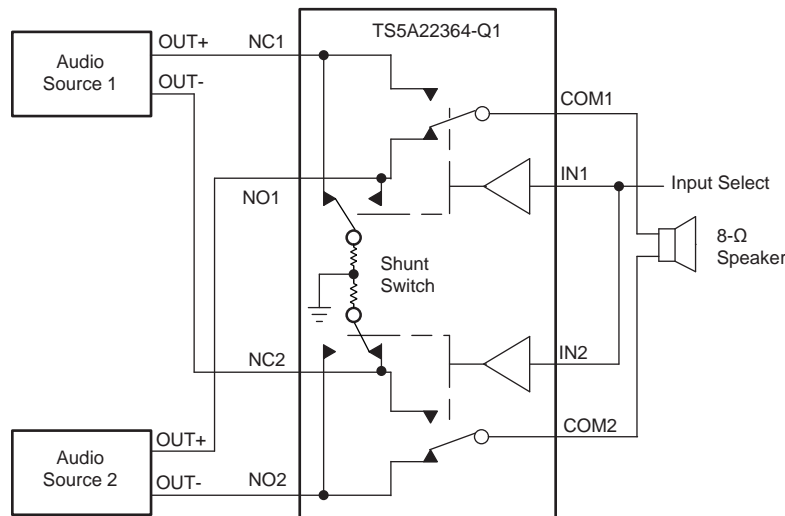 TS5A22364-Q1
Audio
Source 1
OUT+
OUT-
NC1
COM1
NO1
IN1
Input Select
8-Ω
Speaker
Shunt
Switch
NC2
IN2
COM2
Audio
Source 2
OUT+
OUT-
NO2